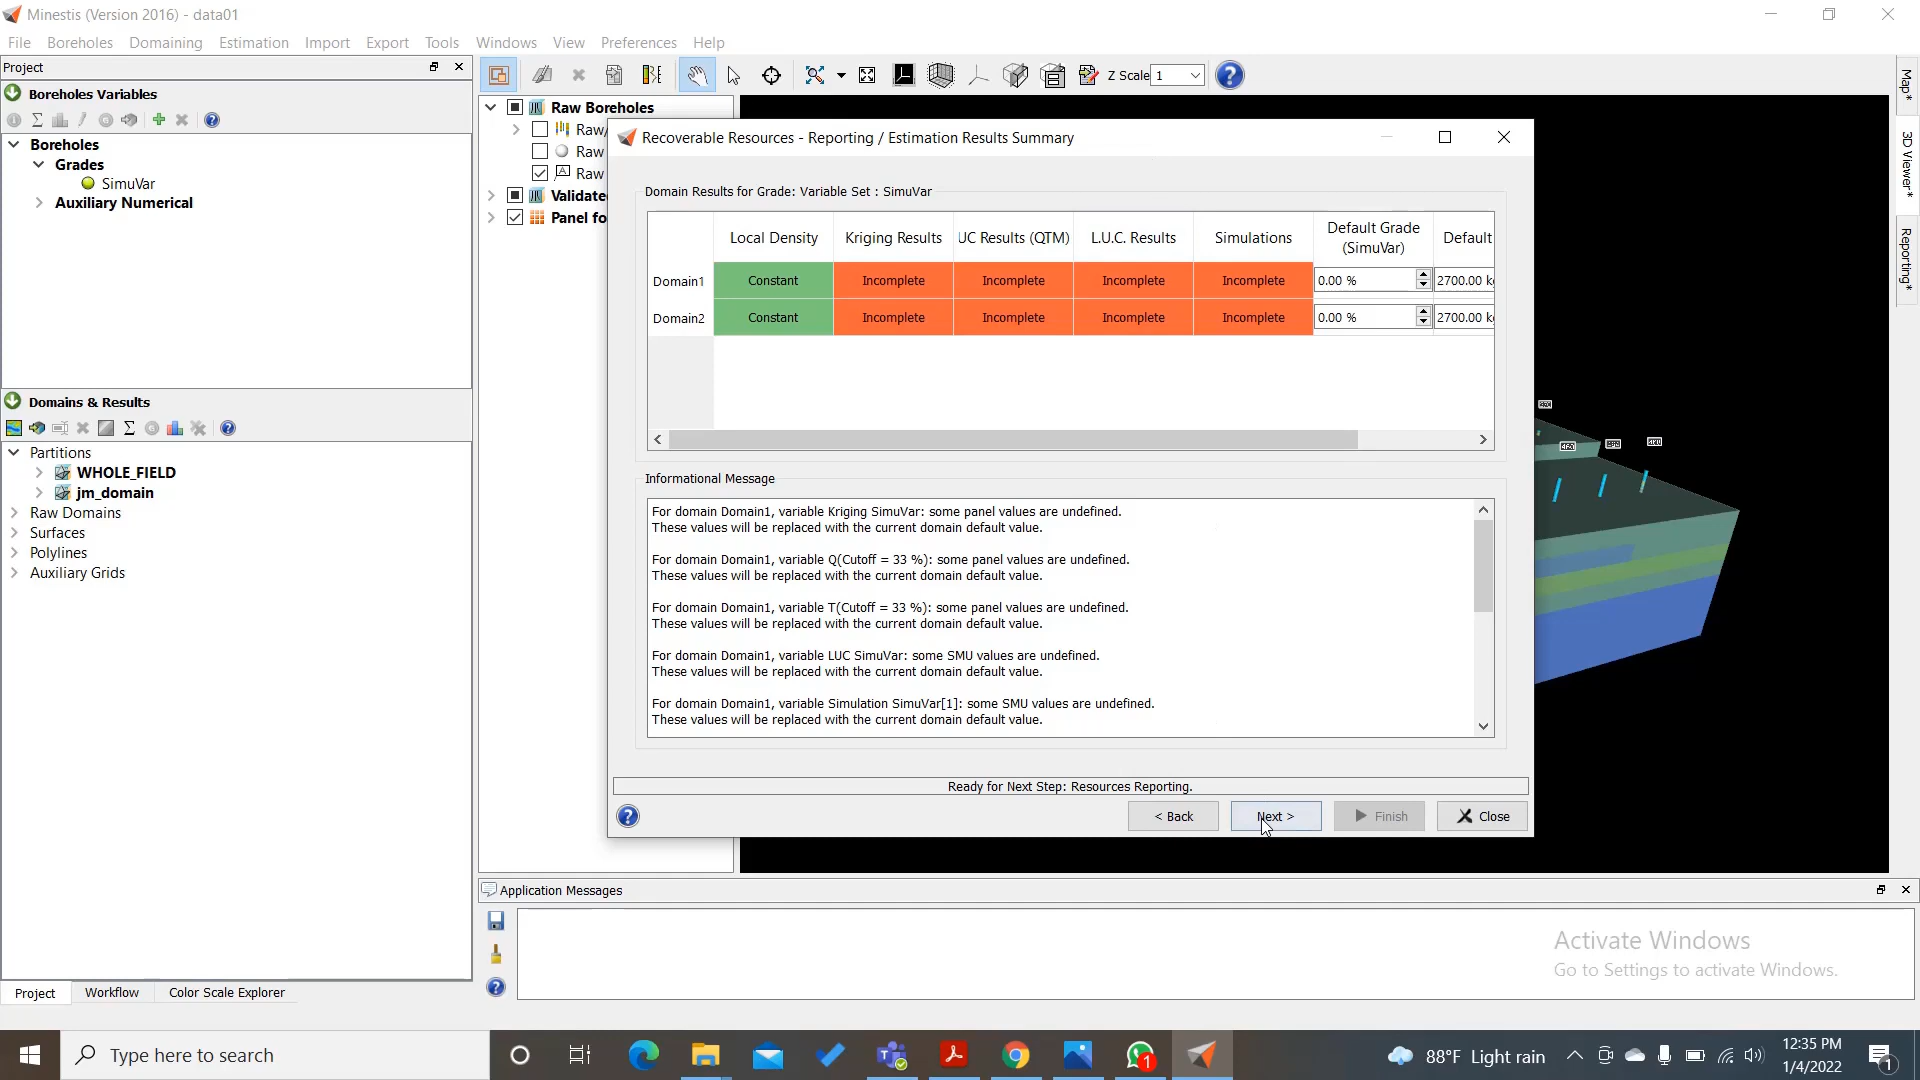 Minestis (Version 2016) - data01
File Boreholes Domaining Estimation Import Export Tools Windows View Preferences Help
Project
Boreholes Variables
Boreholes
Grades
SimuVar
Auxiliary Numerical
Domains & Results
Partitions
WHOLE_FIELD
jm_domain
Raw Domains
Surfaces
Polylines
Auxiliary Grids
Project Workflow Color Scale Explorer
Z Scale 1
Raw Boreholes
Raw/
Raw
Raw
Validate
Panel fo
Recoverable Resources - Reporting / Estimation Results Summary
Domain Results for Grade: Variable Set : SimuVar
Local Density Kriging Results UC Results (QTM) L.U.C. Results Simulations Default Grade (SimuVar) Default
Domain1 Constant Incomplete Incomplete Incomplete Incomplete 0.00 % 2700.00 k
Domain2 Constant Incomplete Incomplete Incomplete Incomplete 0.00 % 2700.00 k
Informational Message
For domain Domain1, variable Kriging SimuVar: some panel values are undefined.
These values will be replaced with the current domain default value.
For domain Domain1, variable Q(Cutoff = 33 %): some panel values are undefined.
These values will be replaced with the current domain default value.
For domain Domain1, variable T(Cutoff = 33 %): some panel values are undefined.
These values will be replaced with the current domain default value.
For domain Domain1, variable LUC SimuVar: some SMU values are undefined.
These values will be replaced with the current domain default value.
For domain Domain1, variable Simulation SimuVar[1]: some SMU values are undefined.
These values will be replaced with the current domain default value.
Ready for Next Step: Resources Reporting.
< Back Next > Finish Close
Map*
3D Viewer*
Reporting*
Application Messages
Activate Windows
Go to Settings to activate Windows.
Type here to search
1
88°F Light rain
12:35 PM
1/4/2022
1